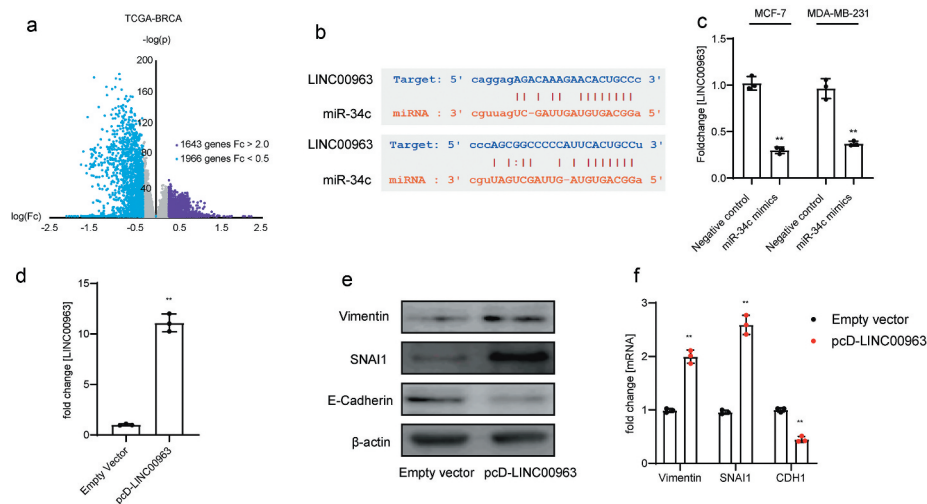 a
TCGA-BRCA
-log(p)
200
160
120
80
40
1643 genes Fc > 2.0
1966 genes Fc < 0.5
log(Fc)
-2.5
-1.5
-0.5
0.5
1.5
2.5
b
LINC00963
Target: 5' caggagAGACAAAGAACACUGCCc 3'
miR-34c
miRNA : 3' cguuagUC-GAUUGAUGUGACGGa 5'
LINC00963
Target: 5' cccAGCGGCCCCCAUUCACUGCCu 3'
miR-34c
miRNA : 3' cguUAGUCGAUUG-AUGUGACGGa 5'
c
MCF-7
MDA-MB-231
Foldchange [LINC00963]
1.5
1.0
0.5
0.0
**
**
Negative control
miR-34c mimics
Negative control
miR-34c mimics
d
fold change [LINC00963]
15
10
5
0
**
Empty Vector
pcD-LINC00963
e
Vimentin
SNAI1
E-Cadherin
β-actin
Empty vector
pcD-LINC00963
f
fold change [mRNA]
3
2
1
0
**
**
**
Vimentin
SNAI1
CDH1
Empty vector
pcD-LINC00963